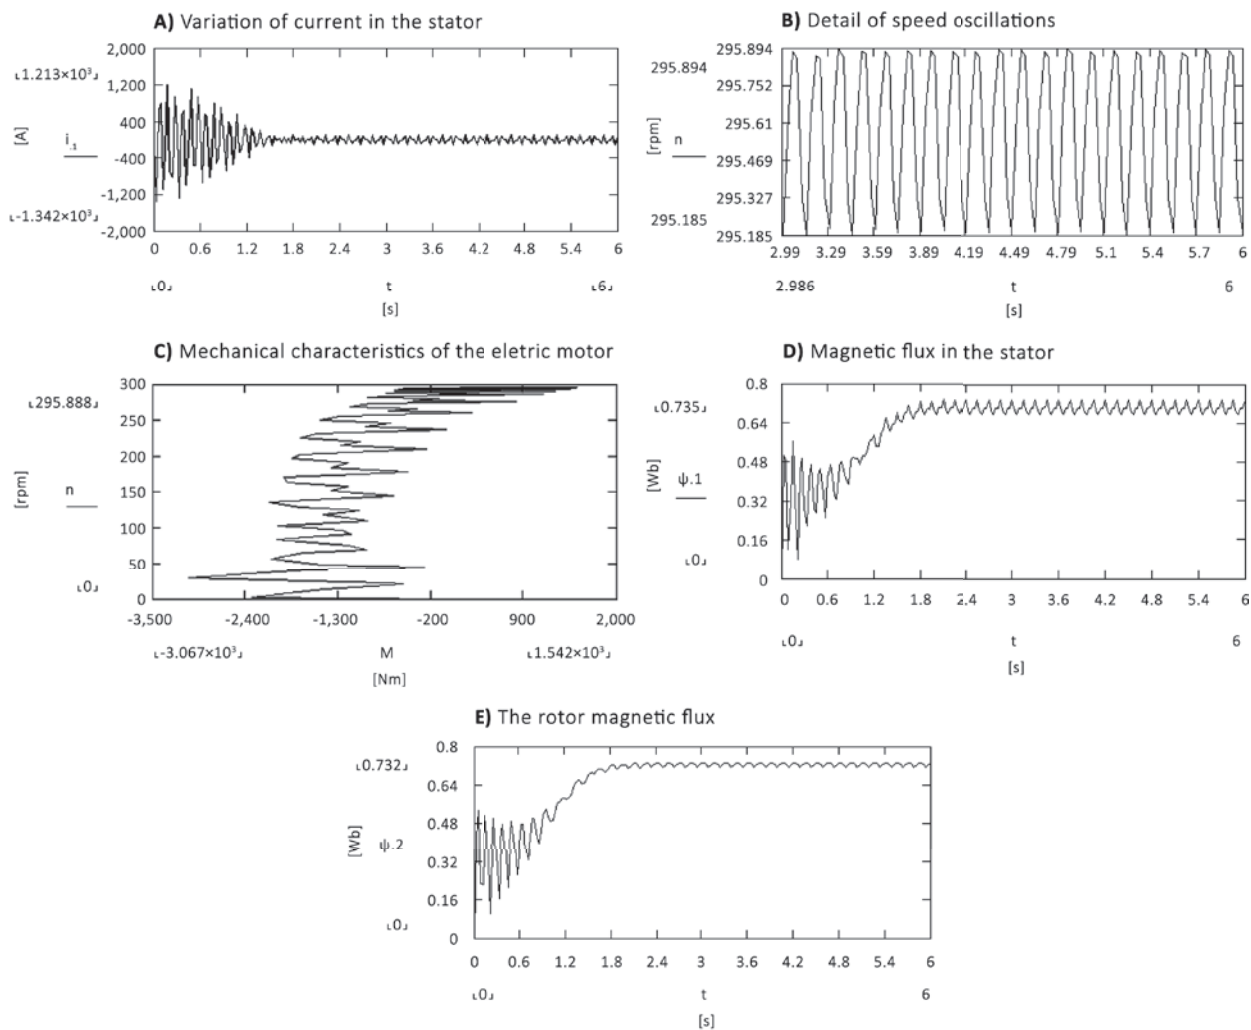 A) Variation of current in the stator
2,000
⌞1.213×10³⌟
1,200
400
[A]
i.1
-400
-1,200
⌞-1.342×10³⌟
-2,000
0 0.6 1.2 1.8 2.4 3 3.6 4.2 4.8 5.4 6
⌞0⌟ t ⌞6⌟
[s]
B) Detail of speed oscillations
295.894
295.894
295.752
295.61
[rpm]
n
295.469
295.327
295.185
295.185
2.99 3.29 3.59 3.89 4.19 4.49 4.79 5.1 5.4 5.7 6
2.986 t 6
[s]
C) Mechanical characteristics of the eletric motor
300
⌞295.888⌟
250
200
[rpm]
n
150
100
50
⌞0⌟
0
-3,500 -2,400 -1,300 -200 900 2,000
⌞-3.067×10³⌟ M ⌞1.542×10³⌟
[Nm]
D) Magnetic flux in the stator
0.8
⌞0.735⌟
0.64
0.48
[Wb]
ψ.1
0.32
0.16
⌞0⌟
0
0 0.6 1.2 1.8 2.4 3 3.6 4.2 4.8 5.4 6
⌞0⌟ t 6
[s]
E) The rotor magnetic flux
0.8
⌞0.732⌟
0.64
0.48
[Wb]
ψ.2
0.32
0.16
⌞0⌟
0
0 0.6 1.2 1.8 2.4 3 3.6 4.2 4.8 5.4 6
⌞0⌟ t 6
[s]